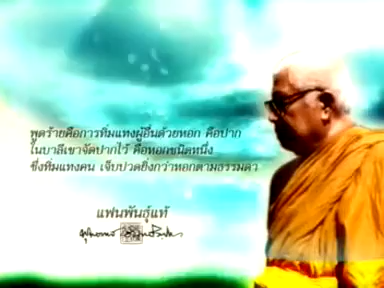 พูดร้ายคือการทิ่มแทงผู้อื่นด้วยหอก คือปาก
ในบาลีเขาจัดปากไว้ คือหอกชนิดหนึ่ง
ซึ่งทิ่มแทงคน เจ็บปวดยิ่งกว่าหอกตามธรรมดา
แฟนพันธุ์แท้